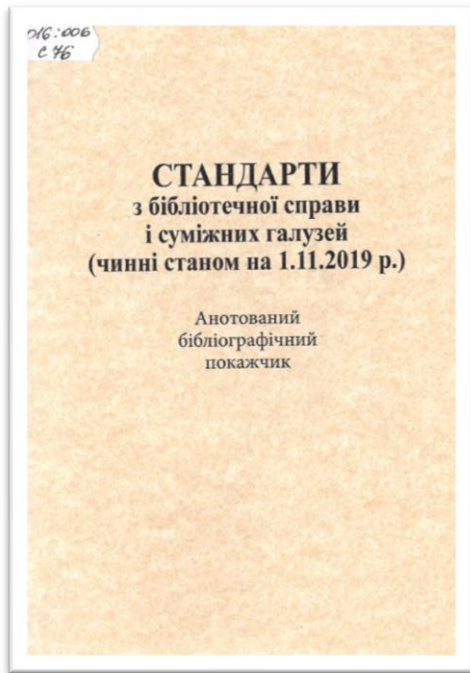 016:006
С 76
СТАНДАРТИ
з бібліотечної справи
і суміжних галузей
(чинні станом на 1.11.2019 р.)
Анотований
бібліографічний
покажчик